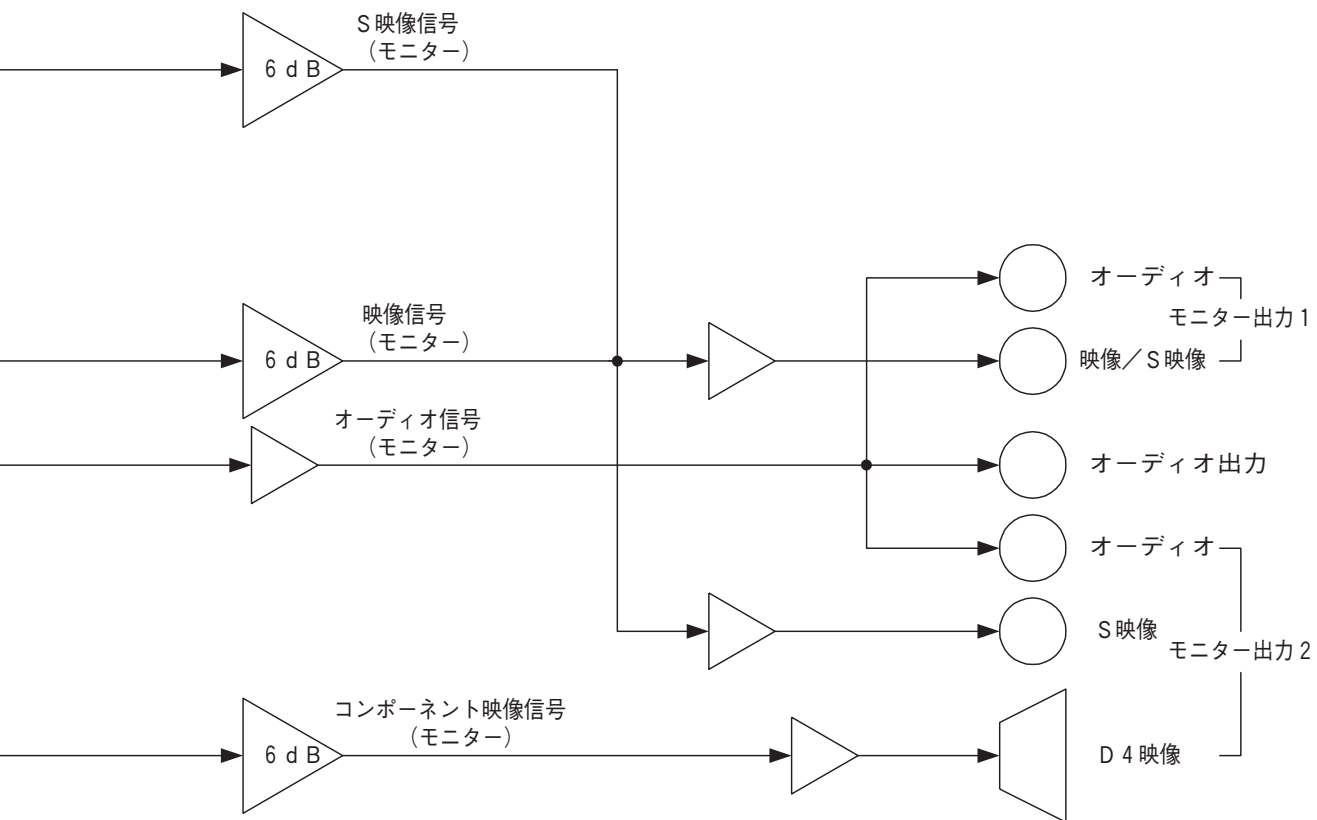 S映像信号
（モニター）
6dB
オーディオ
モニター出力1
映像信号
（モニター）
6dB
映像／S映像
オーディオ信号
（モニター）
オーディオ出力
オーディオ
S映像
モニター出力2
コンポーネント映像信号
（モニター）
6dB
D4映像